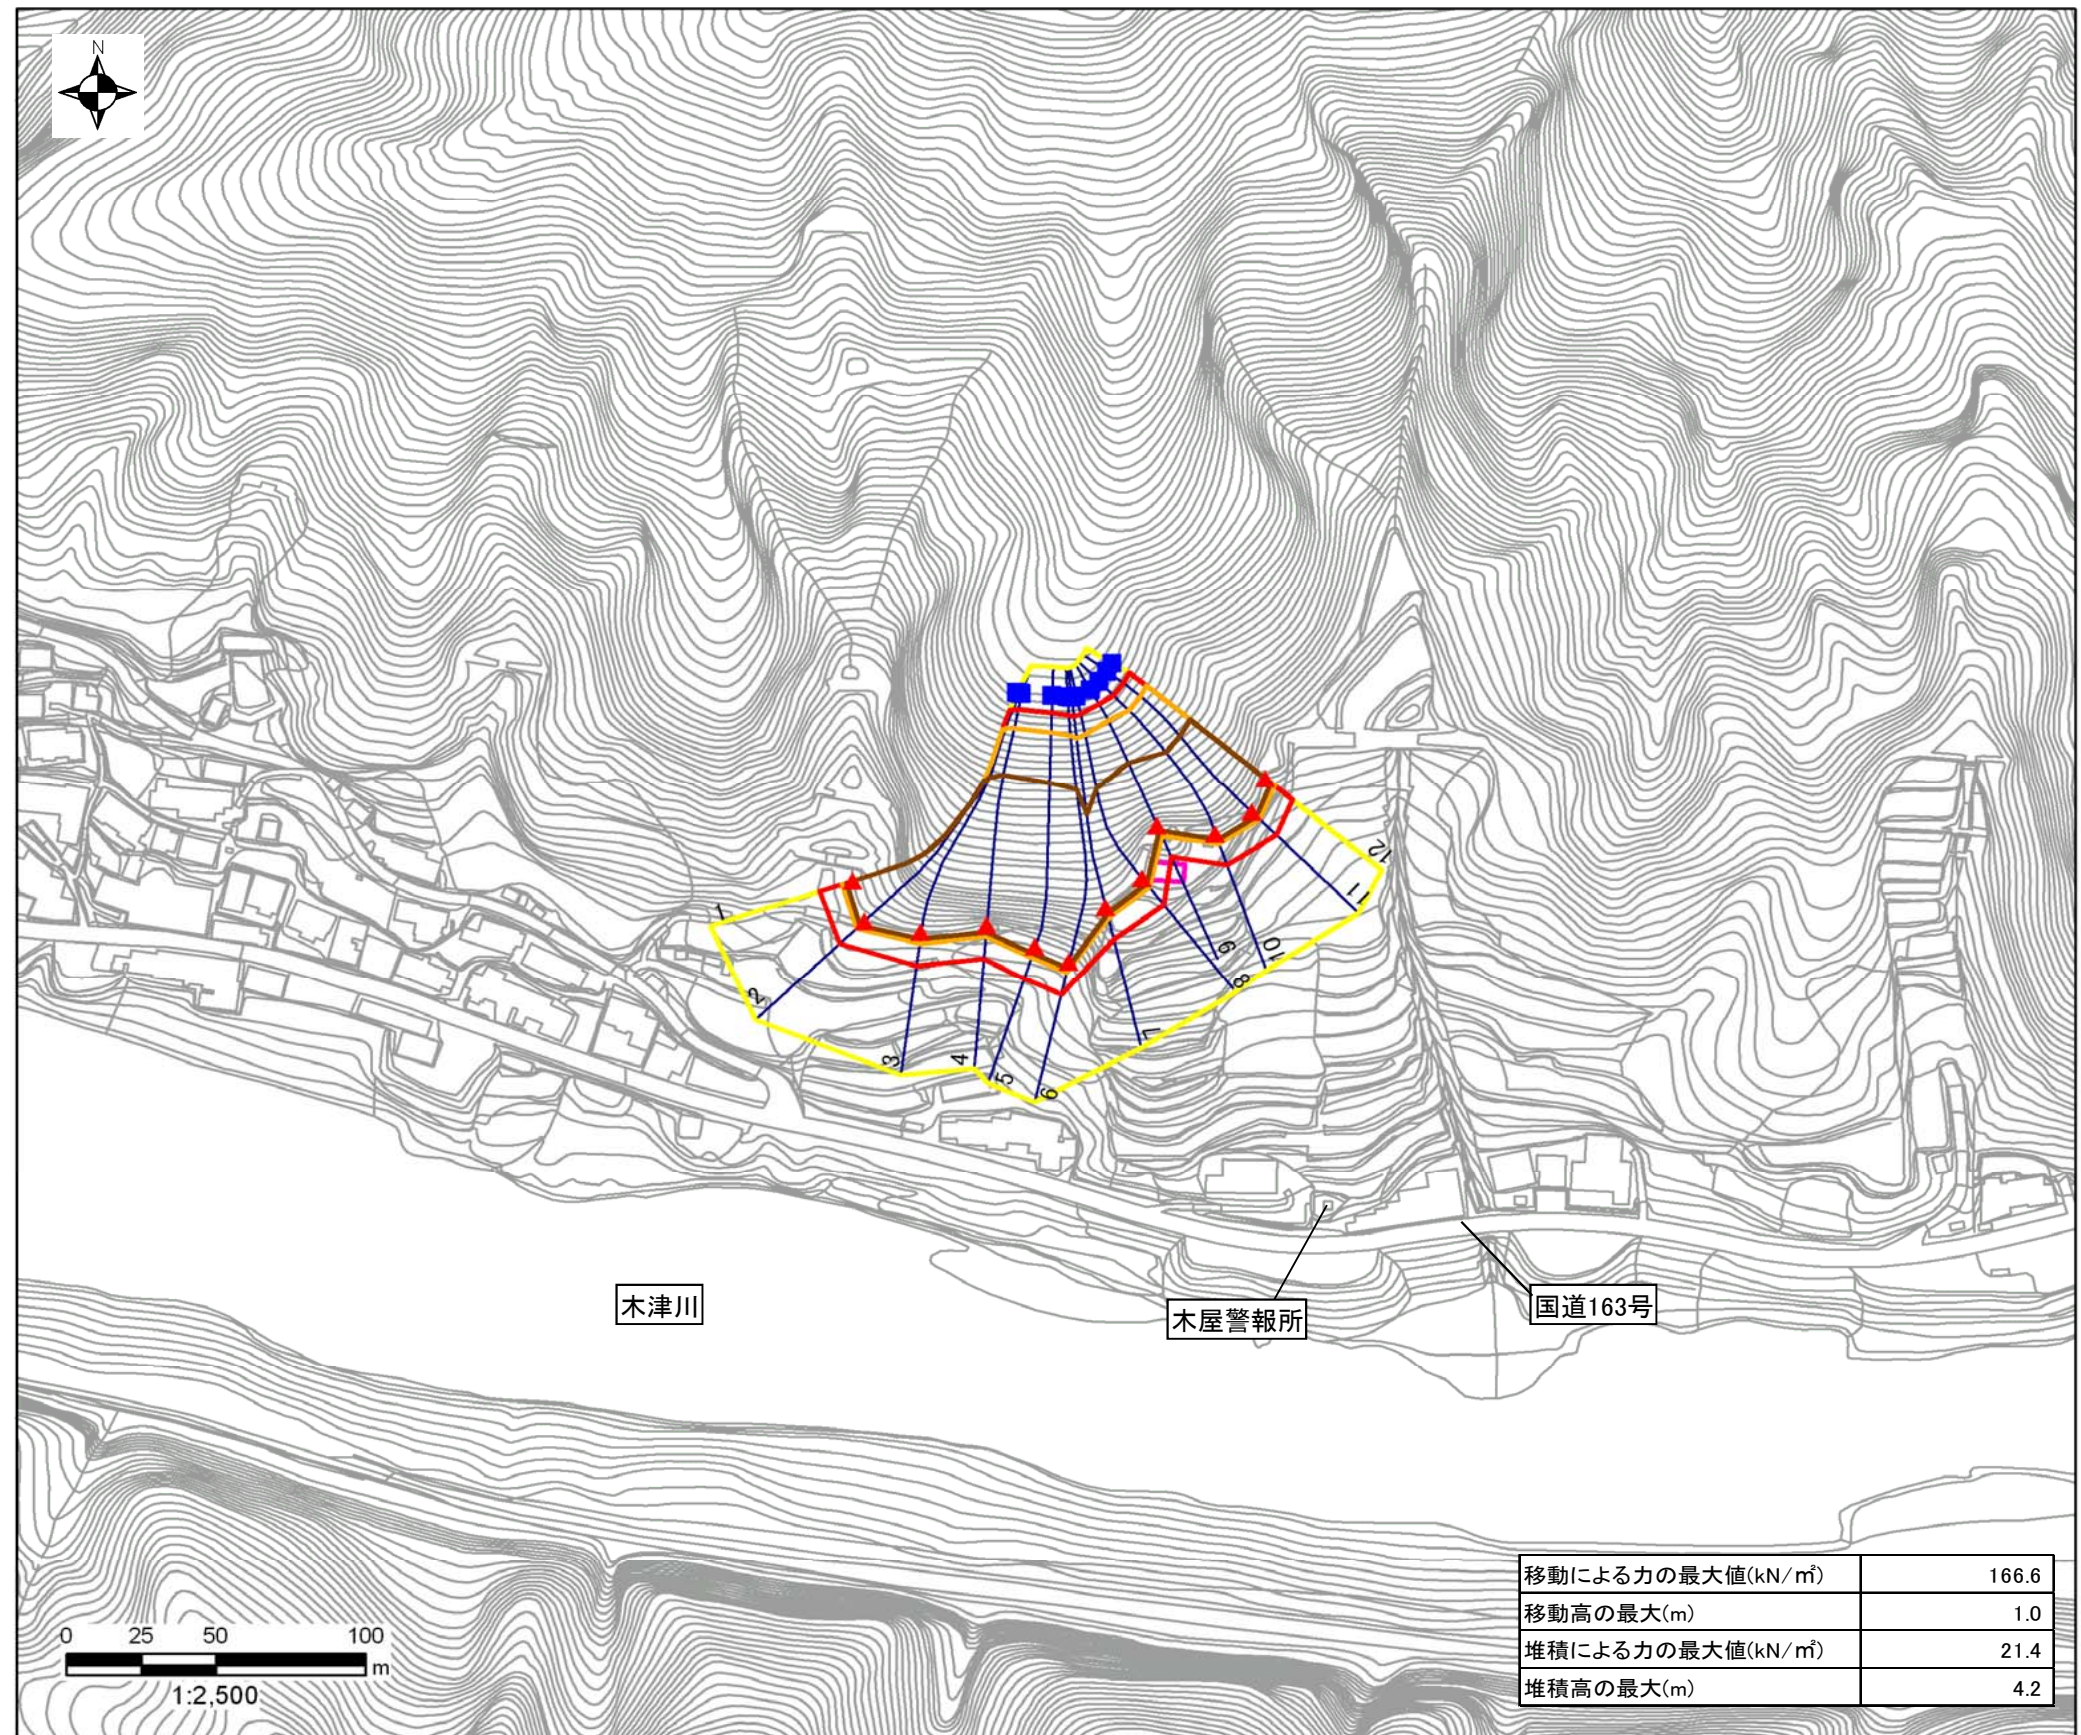 N
1
2
3
4
5
6
7
8
9
10
11
12
木津川
木屋警報所
国道163号
0 25 50 100
m
1:2,500
移動による力の最大値(kN/㎡) 166.6
移動高の最大(m) 1.0
堆積による力の最大値(kN/㎡) 21.4
堆積高の最大(m) 4.2